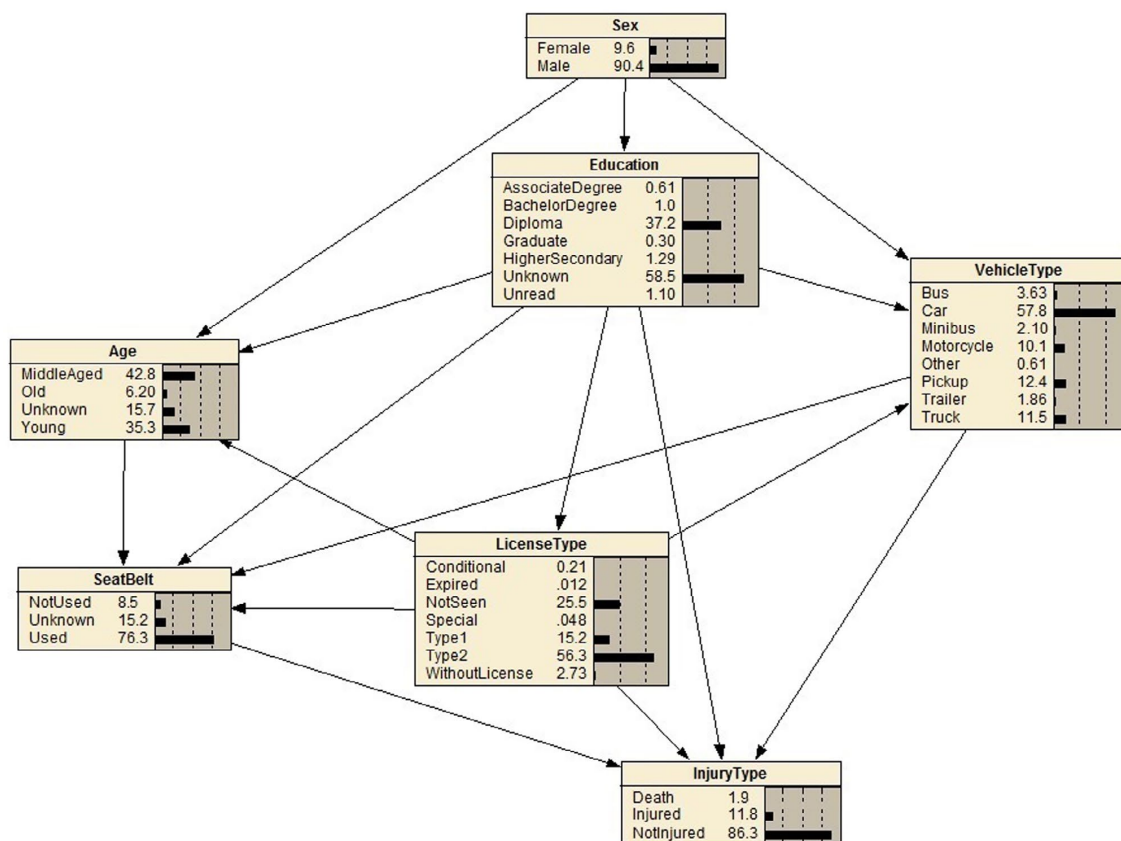 Sex
Female 9.6
Male 90.4
Education
AssociateDegree 0.61
BachelorDegree 1.0
Diploma 37.2
Graduate 0.30
HigherSecondary 1.29
Unknown 58.5
Unread 1.10
VehicleType
Bus 3.63
Car 57.8
Minibus 2.10
Motorcycle 10.1
Other 0.61
Pickup 12.4
Trailer 1.86
Truck 11.5
Age
MiddleAged 42.8
Old 6.20
Unknown 15.7
Young 35.3
LicenseType
Conditional 0.21
Expired .012
NotSeen 25.5
Special .048
Type1 15.2
Type2 56.3
WithoutLicense 2.73
SeatBelt
NotUsed 8.5
Unknown 15.2
Used 76.3
InjuryType
Death 1.9
Injured 11.8
NotInjured 86.3